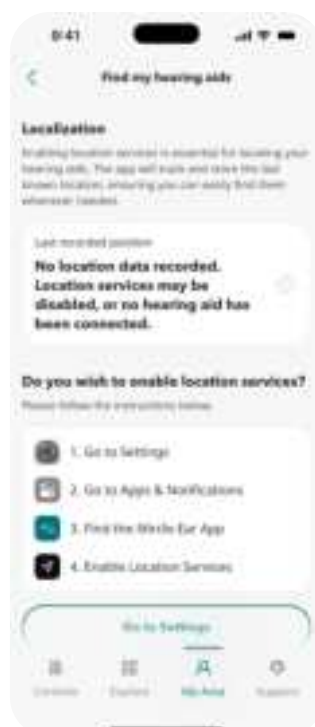 9:41
Find my hearing aids
Localization
Enabling location services is essential for locating your
hearing aids. The app will track and store the last
known location, ensuring you can easily find them
whenever needed.
Last recorded position
No location data recorded.
Location services may be
disabled, or no hearing aid has
been connected.
Do you wish to enable location services?
Please follow the instructions below.
1. Go to Settings
2. Go to Apps & Notifications
3. Find the Ear App
4. Enable Location Services
Go to Settings
Explore
My Area
Support